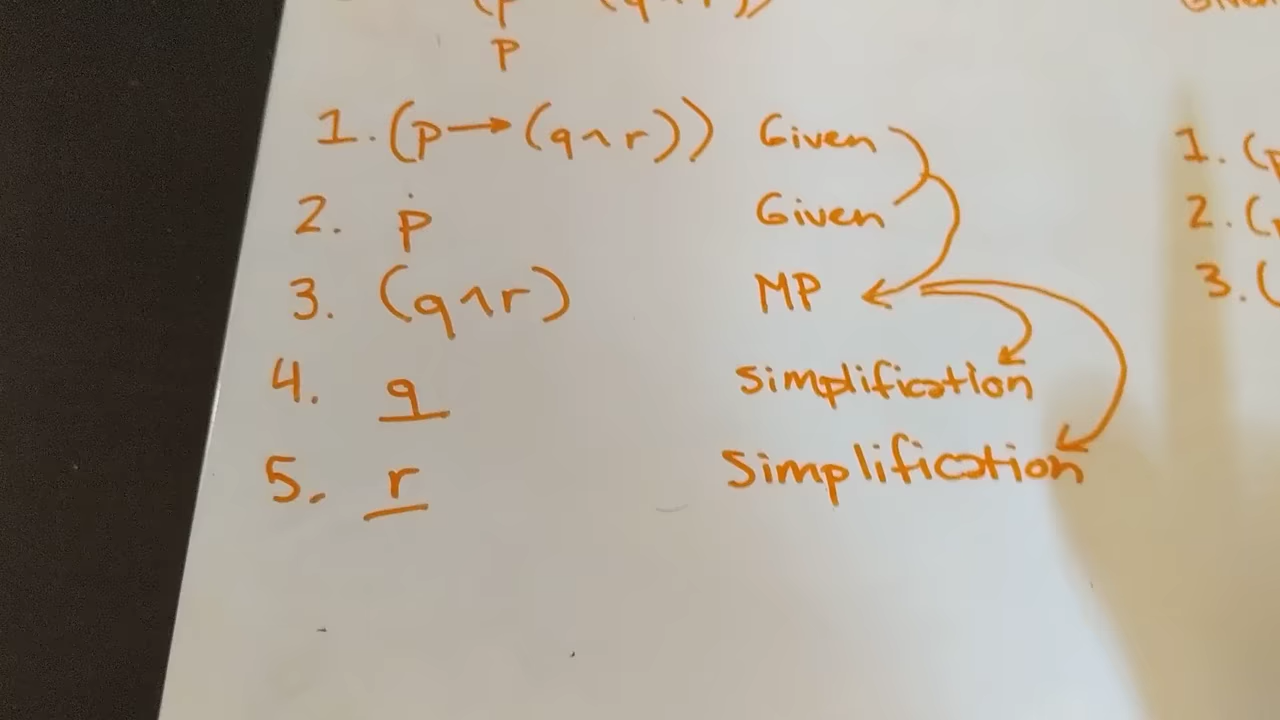 p
1. (p→(q∧r)) Given
2. p Given
3. (q∧r) MP
4. q Simplification
5. r Simplification
1. (p
2. (
3. (